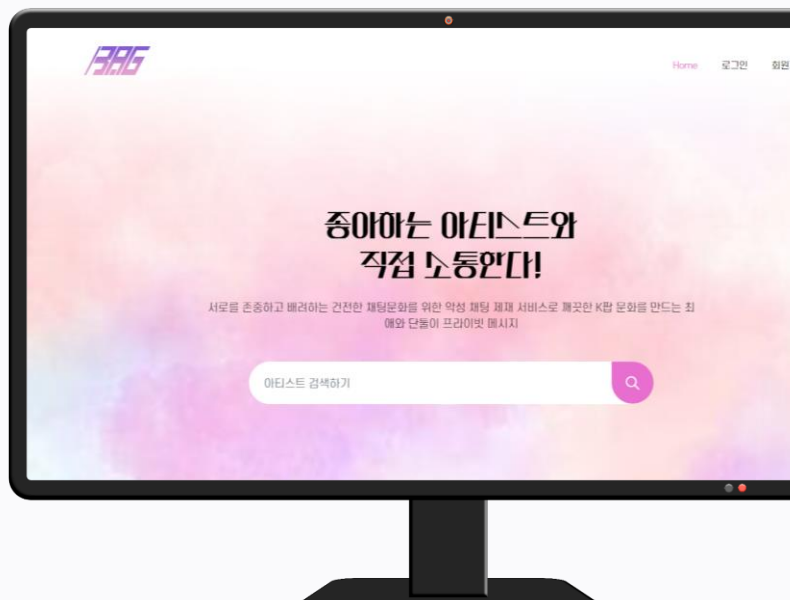 BAG
Home 로그인 회원
좋아하는 아티스트와
직접 소통한다!
서로를 존중하고 배려하는 건전한 채팅문화를 위한 악성 채팅 제재 서비스로 깨끗한 K팝 문화를 만드는 최
애와 단둘이 프라이빗 메시지
아티스트 검색하기